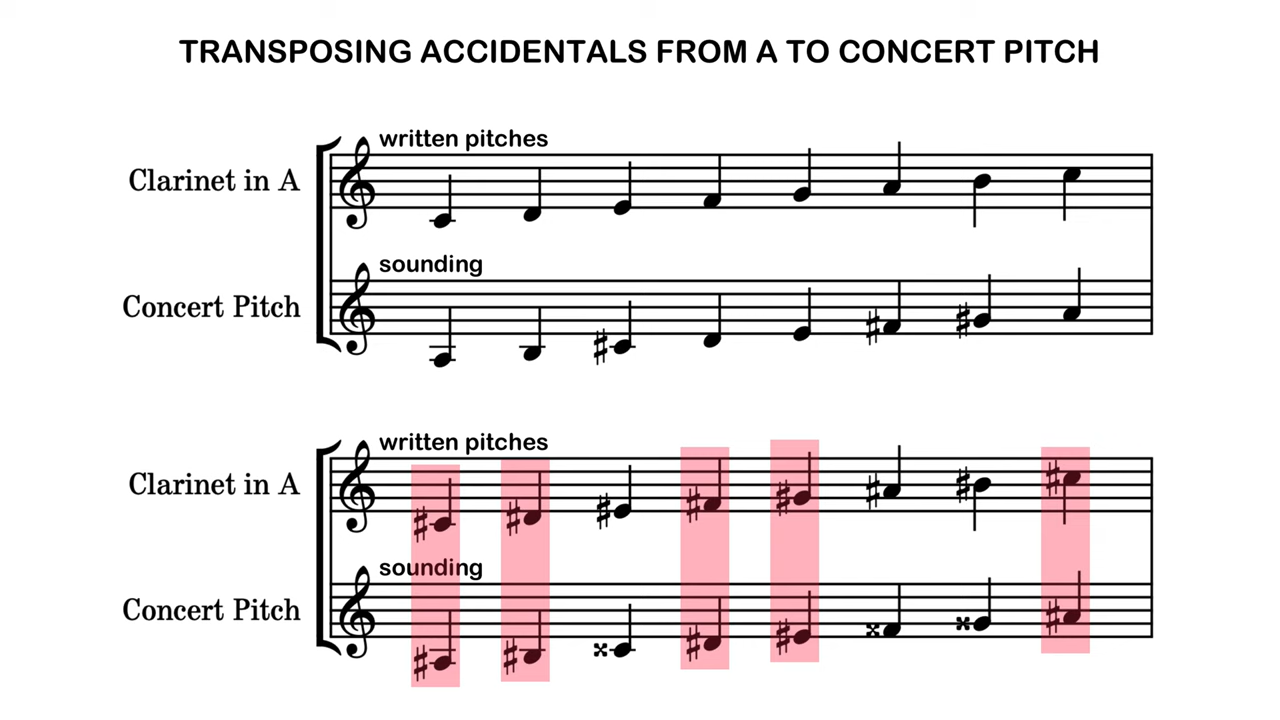 TRANSPOSING ACCIDENTALS FROM A TO CONCERT PITCH
written pitches
Clarinet in A
sounding
Concert Pitch
written pitches
Clarinet in A
sounding
Concert Pitch